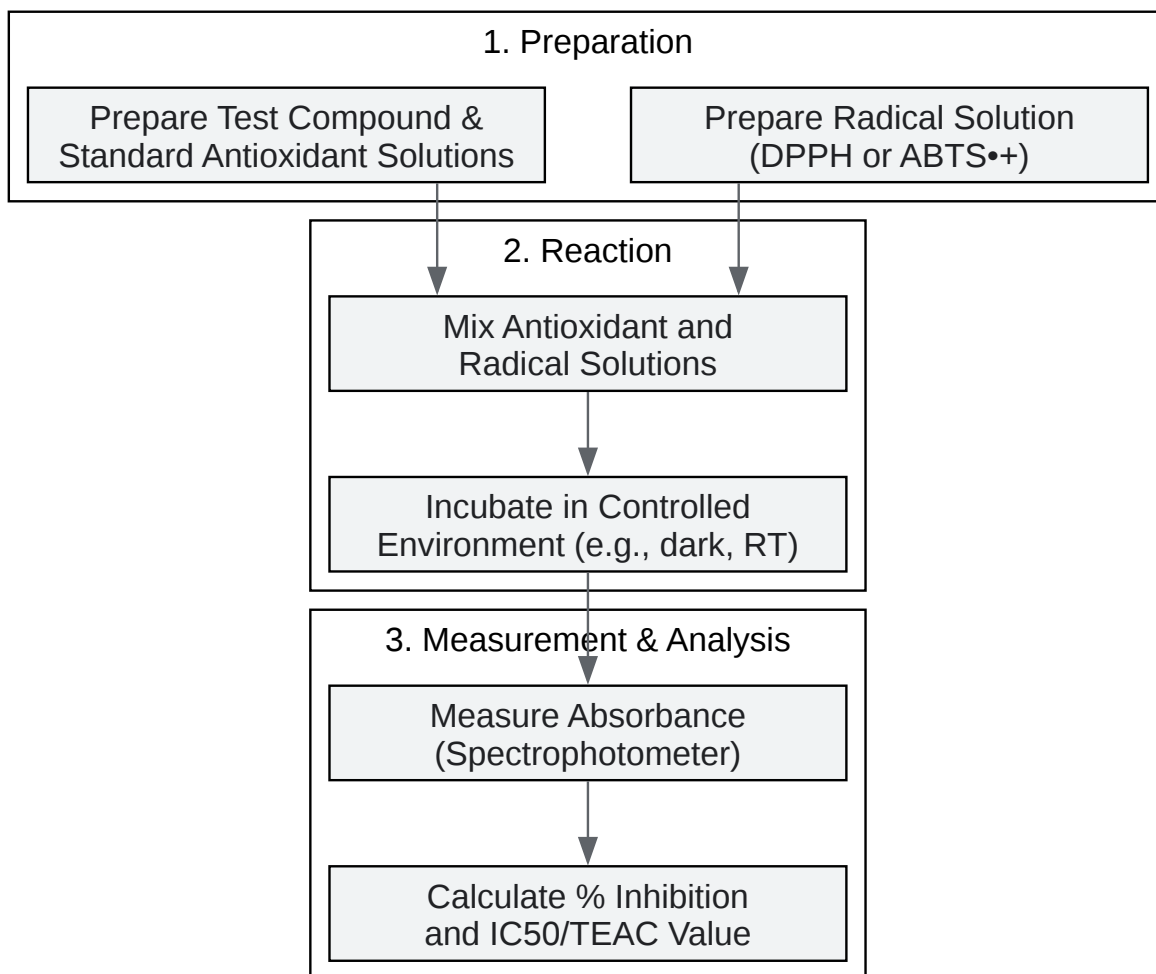 1. Preparation
Prepare Test Compound &
Standard Antioxidant Solutions
Prepare Radical Solution
(DPPH or ABTS•+)
2. Reaction
Mix Antioxidant and
Radical Solutions
Incubate in Controlled
Environment (e.g., dark, RT)
3. Measurement & Analysis
Measure Absorbance
(Spectrophotometer)
Calculate % Inhibition
and IC50/TEAC Value